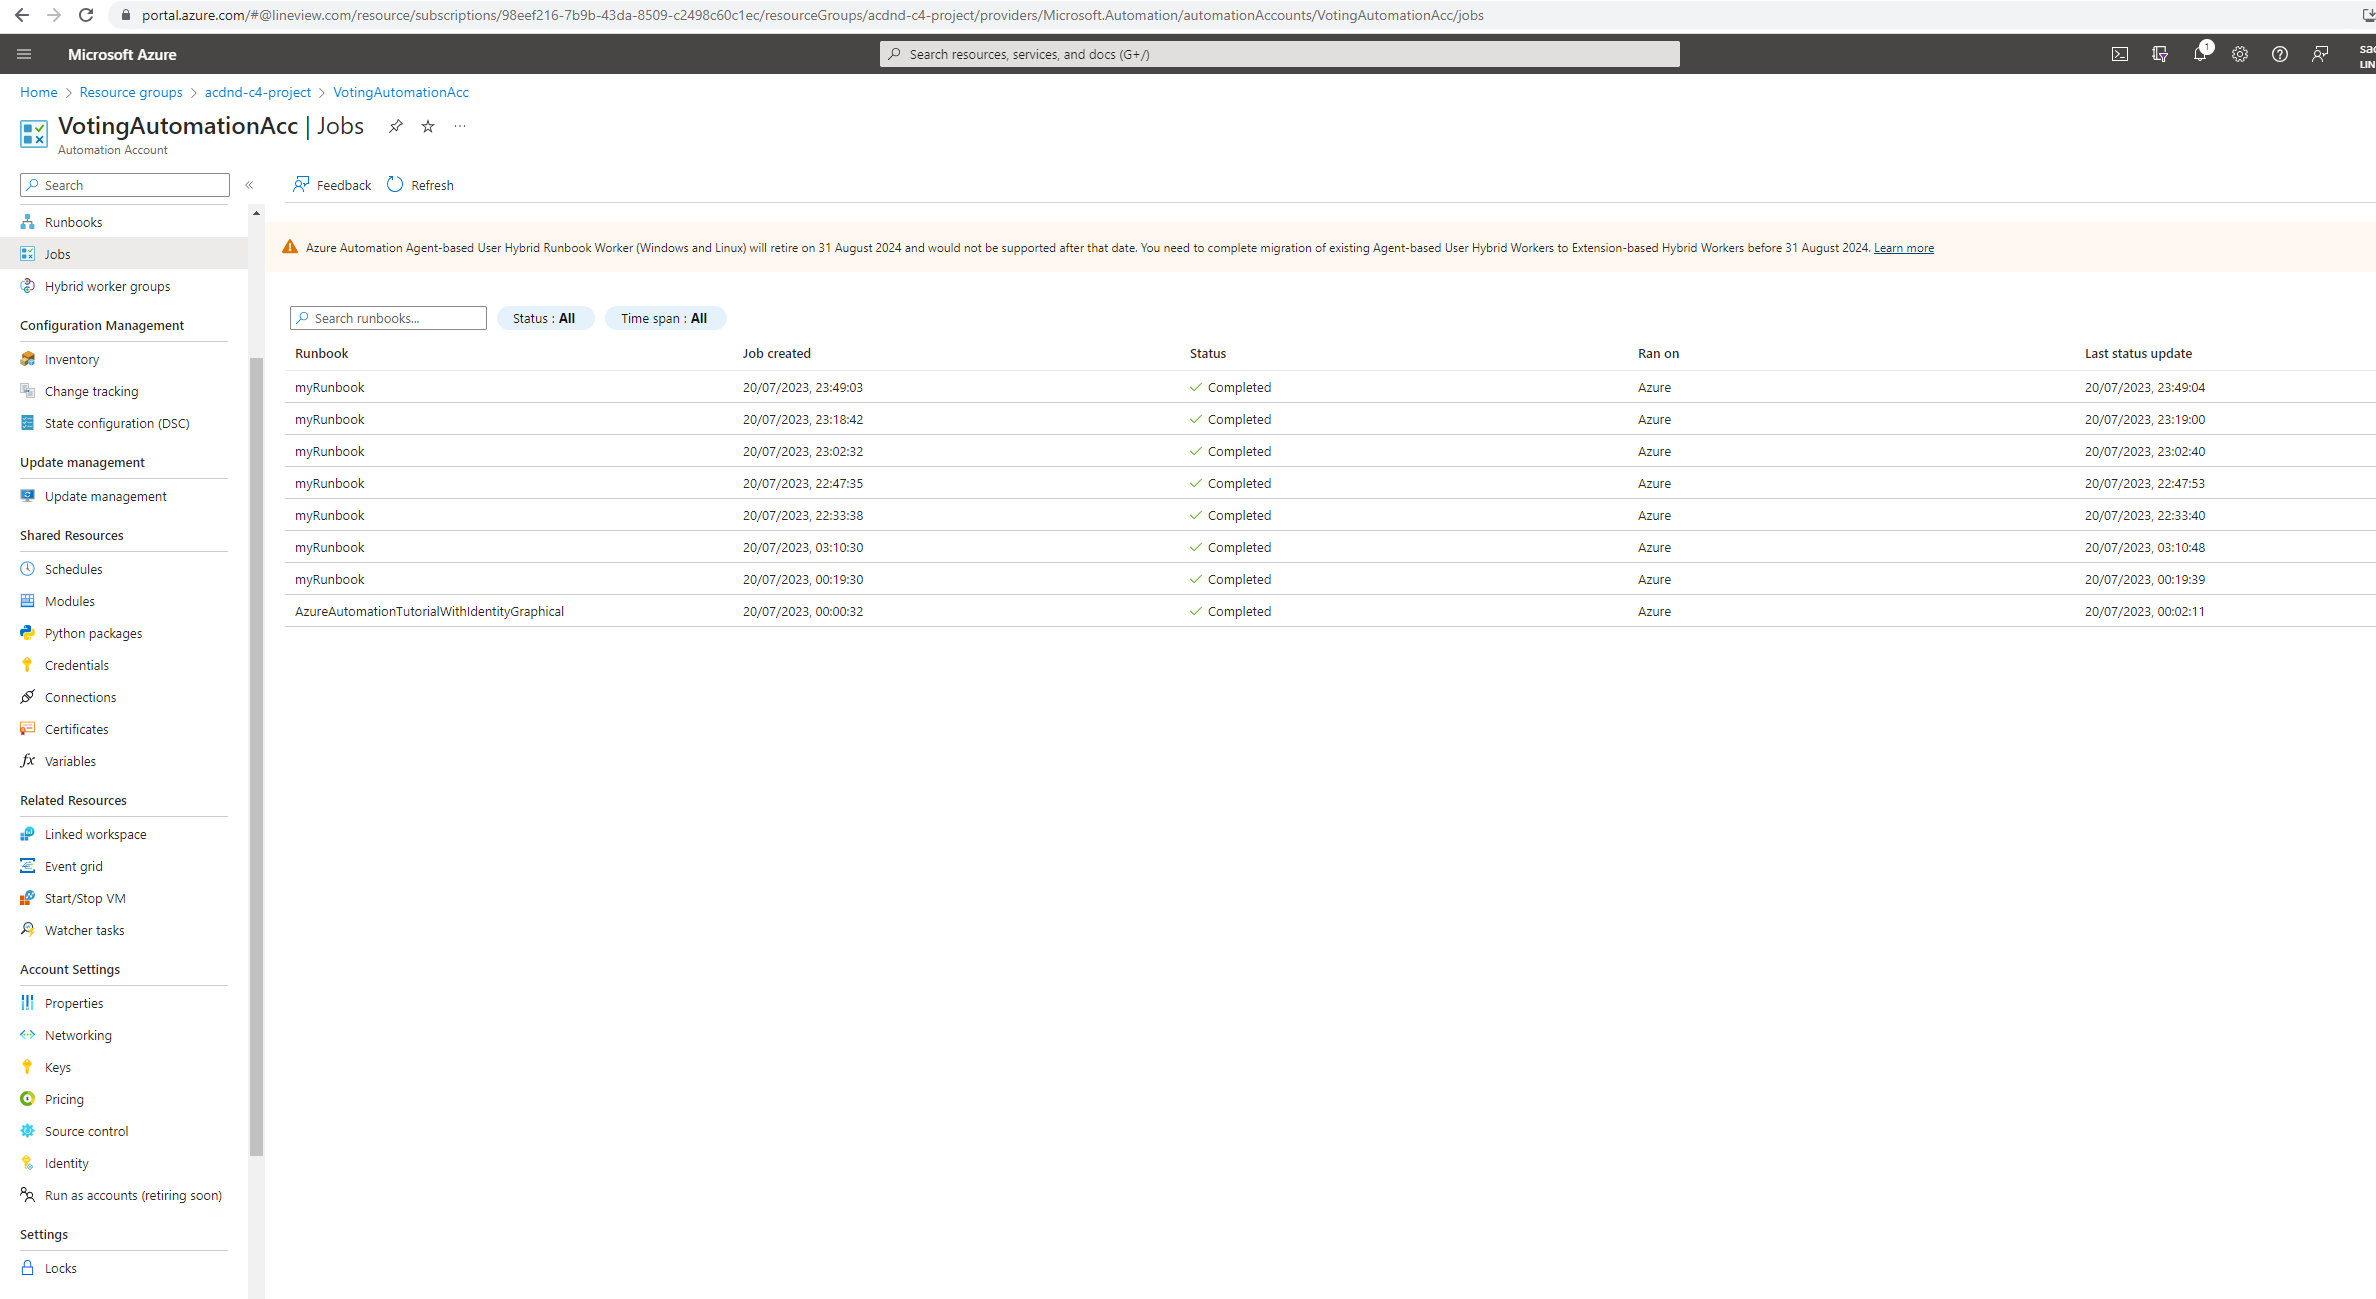 portal.azure.com/#@lineview.com/resource/subscriptions/98eef216-7b9b-43da-8509-c2498c60c1ec/resourceGroups/acdnd-c4-project/providers/Microsoft.Automation/automationAccounts/VotingAutomationAcc/jobs
Microsoft Azure
Search resources, services, and docs (G+/)
1
LIN
Home > Resource groups > acdnd-c4-project > VotingAutomationAcc
VotingAutomationAcc | Jobs
Automation Account
Search
Feedback Refresh
Runbooks
Jobs
Hybrid worker groups
Configuration Management
Inventory
Change tracking
State configuration (DSC)
Update management
Update management
Shared Resources
Schedules
Modules
Python packages
Credentials
Connections
Certificates
Variables
Related Resources
Linked workspace
Event grid
Start/Stop VM
Watcher tasks
Account Settings
Properties
Networking
Keys
Pricing
Source control
Identity
Run as accounts (retiring soon)
Settings
Locks
Azure Automation Agent-based User Hybrid Runbook Worker (Windows and Linux) will retire on 31 August 2024 and would not be supported after that date. You need to complete migration of existing Agent-based User Hybrid Workers to Extension-based Hybrid Workers before 31 August 2024. Learn more
Search runbooks... Status : All Time span : All
Runbook Job created Status Ran on Last status update
myRunbook 20/07/2023, 23:49:03 Completed Azure 20/07/2023, 23:49:04
myRunbook 20/07/2023, 23:18:42 Completed Azure 20/07/2023, 23:19:00
myRunbook 20/07/2023, 23:02:32 Completed Azure 20/07/2023, 23:02:40
myRunbook 20/07/2023, 22:47:35 Completed Azure 20/07/2023, 22:47:53
myRunbook 20/07/2023, 22:33:38 Completed Azure 20/07/2023, 22:33:40
myRunbook 20/07/2023, 03:10:30 Completed Azure 20/07/2023, 03:10:48
myRunbook 20/07/2023, 00:19:30 Completed Azure 20/07/2023, 00:19:39
AzureAutomationTutorialWithIdentityGraphical 20/07/2023, 00:00:32 Completed Azure 20/07/2023, 00:02:11